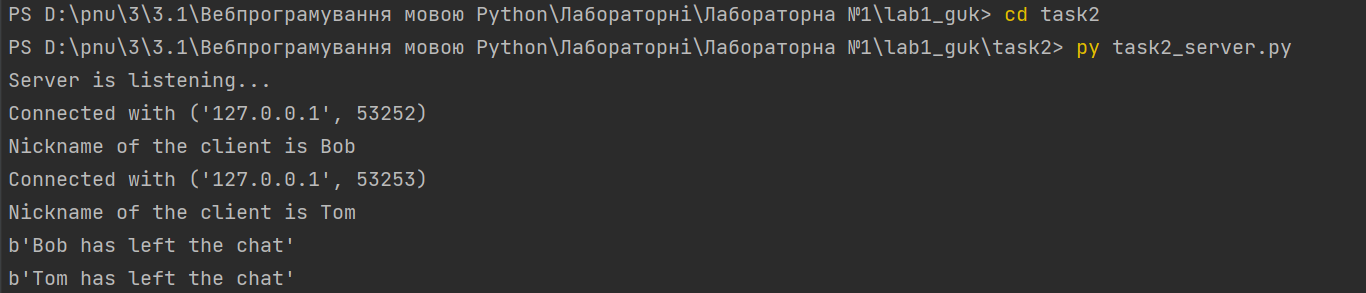 PS D:\pnu\3\3.1\Вебпрограмування мовою Python\Лабораторні\Лабораторна №1\lab1_guk> cd task2
PS D:\pnu\3\3.1\Вебпрограмування мовою Python\Лабораторні\Лабораторна №1\lab1_guk\task2> py task2_server.py
Server is listening...
Connected with ('127.0.0.1', 53252)
Nickname of the client is Bob
Connected with ('127.0.0.1', 53253)
Nickname of the client is Tom
b'Bob has left the chat'
b'Tom has left the chat'